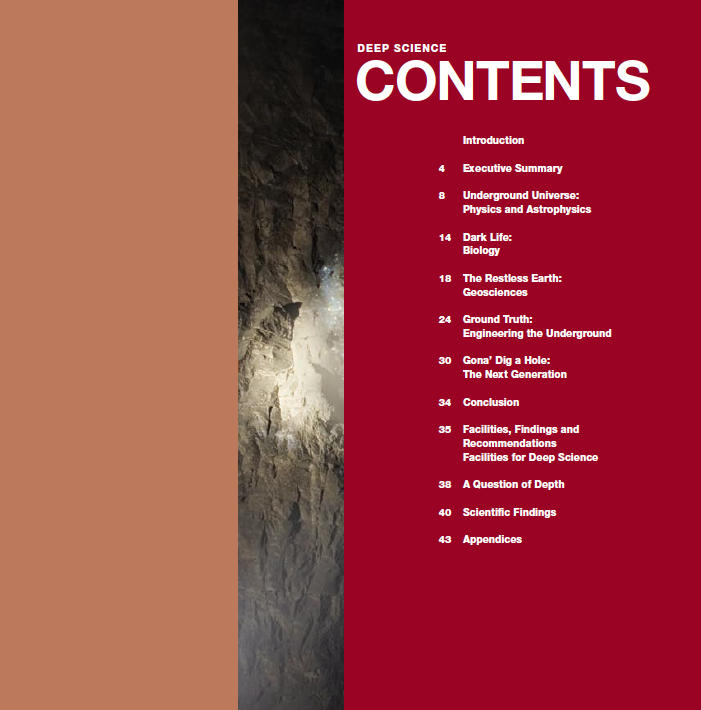 DEEP SCIENCE
CONTENTS
Introduction
4 Executive Summary
8 Underground Universe:
Physics and Astrophysics
14 Dark Life:
Biology
18 The Restless Earth:
Geosciences
24 Ground Truth:
Engineering the Underground
30 Gona' Dig a Hole:
The Next Generation
34 Conclusion
35 Facilities, Findings and
Recommendations
Facilities for Deep Science
38 A Question of Depth
40 Scientific Findings
43 Appendices